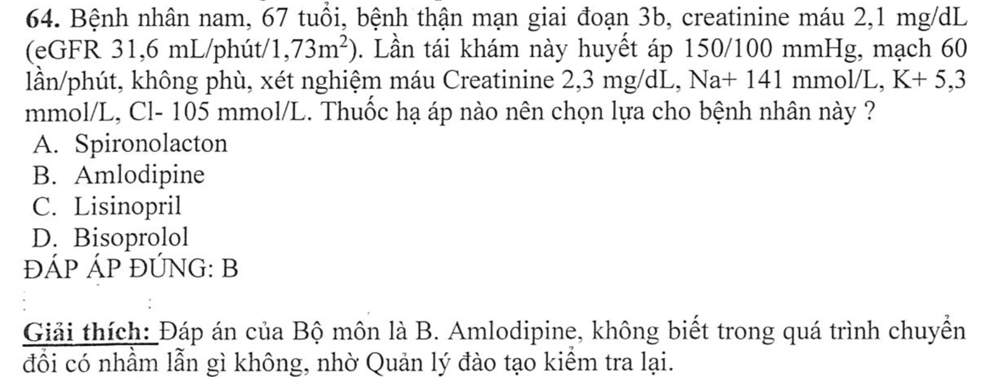 64. Bệnh nhân nam, 67 tuổi, bệnh thận mạn giai đoạn 3b, creatinine máu 2,1 mg/dL
(eGFR 31,6 mL/phút/1,73m²). Lần tái khám này huyết áp 150/100 mmHg, mạch 60
lần/phút, không phù, xét nghiệm máu Creatinine 2,3 mg/dL, Na+ 141 mmol/L, K+ 5,3
mmol/L, Cl- 105 mmol/L. Thuốc hạ áp nào nên chọn lựa cho bệnh nhân này ?
A. Spironolacton
B. Amlodipine
C. Lisinopril
D. Bisoprolol
ĐÁP ÁP ĐÚNG: B
Giải thích: Đáp án của Bộ môn là B. Amlodipine, không biết trong quá trình chuyển
đổi có nhầm lẫn gì không, nhờ Quản lý đào tạo kiểm tra lại.